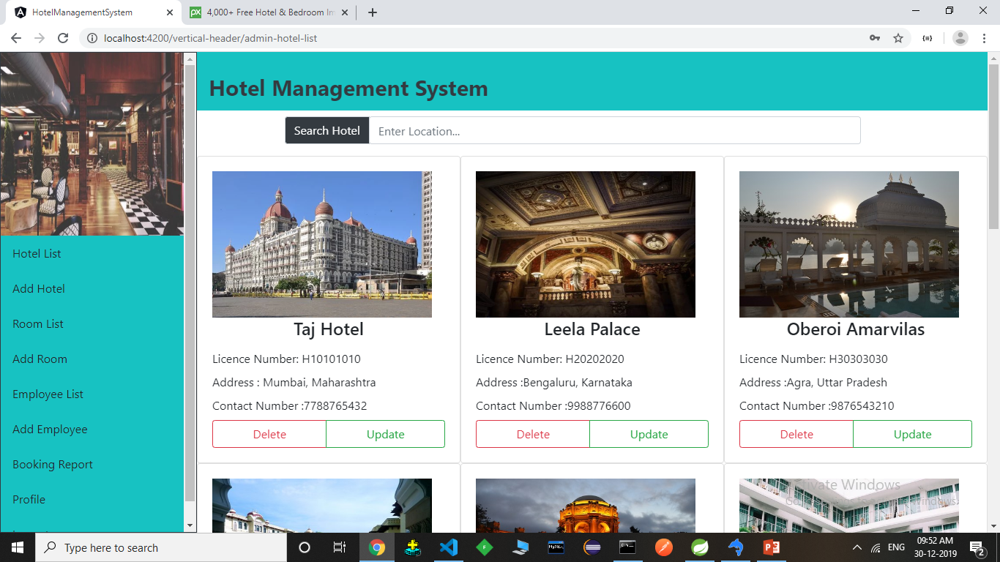 HotelManagementSystem
4,000+ Free Hotel & Bedroom Im
localhost:4200/vertical-header/admin-hotel-list
Hotel Management System
Search Hotel
Enter Location...
Hotel List
Add Hotel
Room List
Add Room
Employee List
Add Employee
Booking Report
Profile
Taj Hotel
Licence Number: H10101010
Address : Mumbai, Maharashtra
Contact Number :7788765432
Delete
Update
Leela Palace
Licence Number: H20202020
Address :Bengaluru, Karnataka
Contact Number :9988776600
Delete
Update
Oberoi Amarvilas
Licence Number: H30303030
Address :Agra, Uttar Pradesh
Contact Number :9876543210
Delete
Update
Windows
Type here to search
ENG
09:52 AM
30-12-2019
2